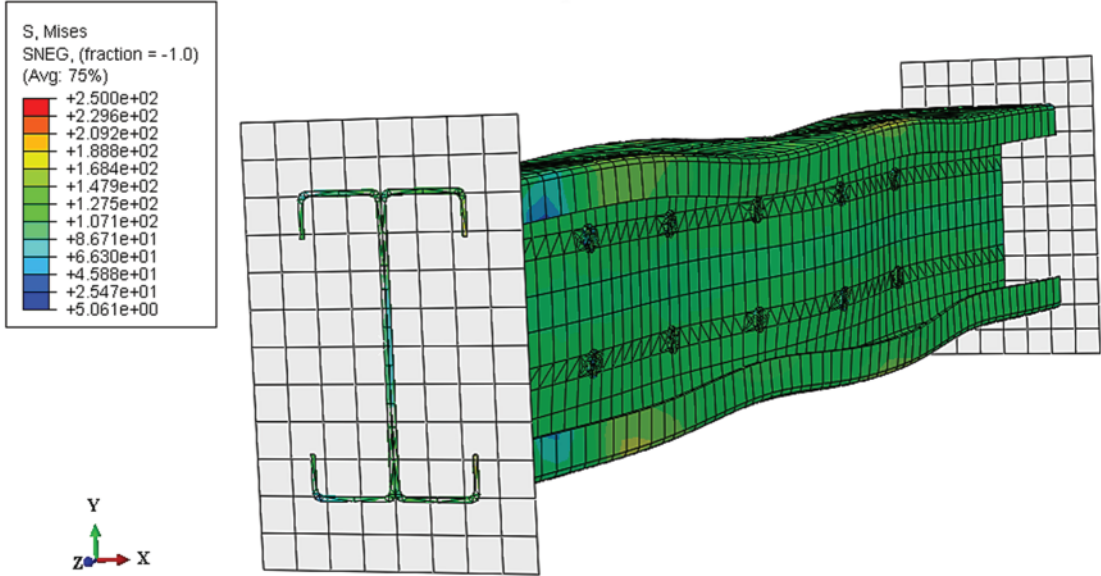 S, Mises
SNEG, (fraction = -1.0)
(Avg: 75%)
+2.500e+02
+2.296e+02
+2.092e+02
+1.888e+02
+1.684e+02
+1.479e+02
+1.275e+02
+1.071e+02
+8.671e+01
+6.630e+01
+4.588e+01
+2.547e+01
+5.061e+00
Y
Z
X